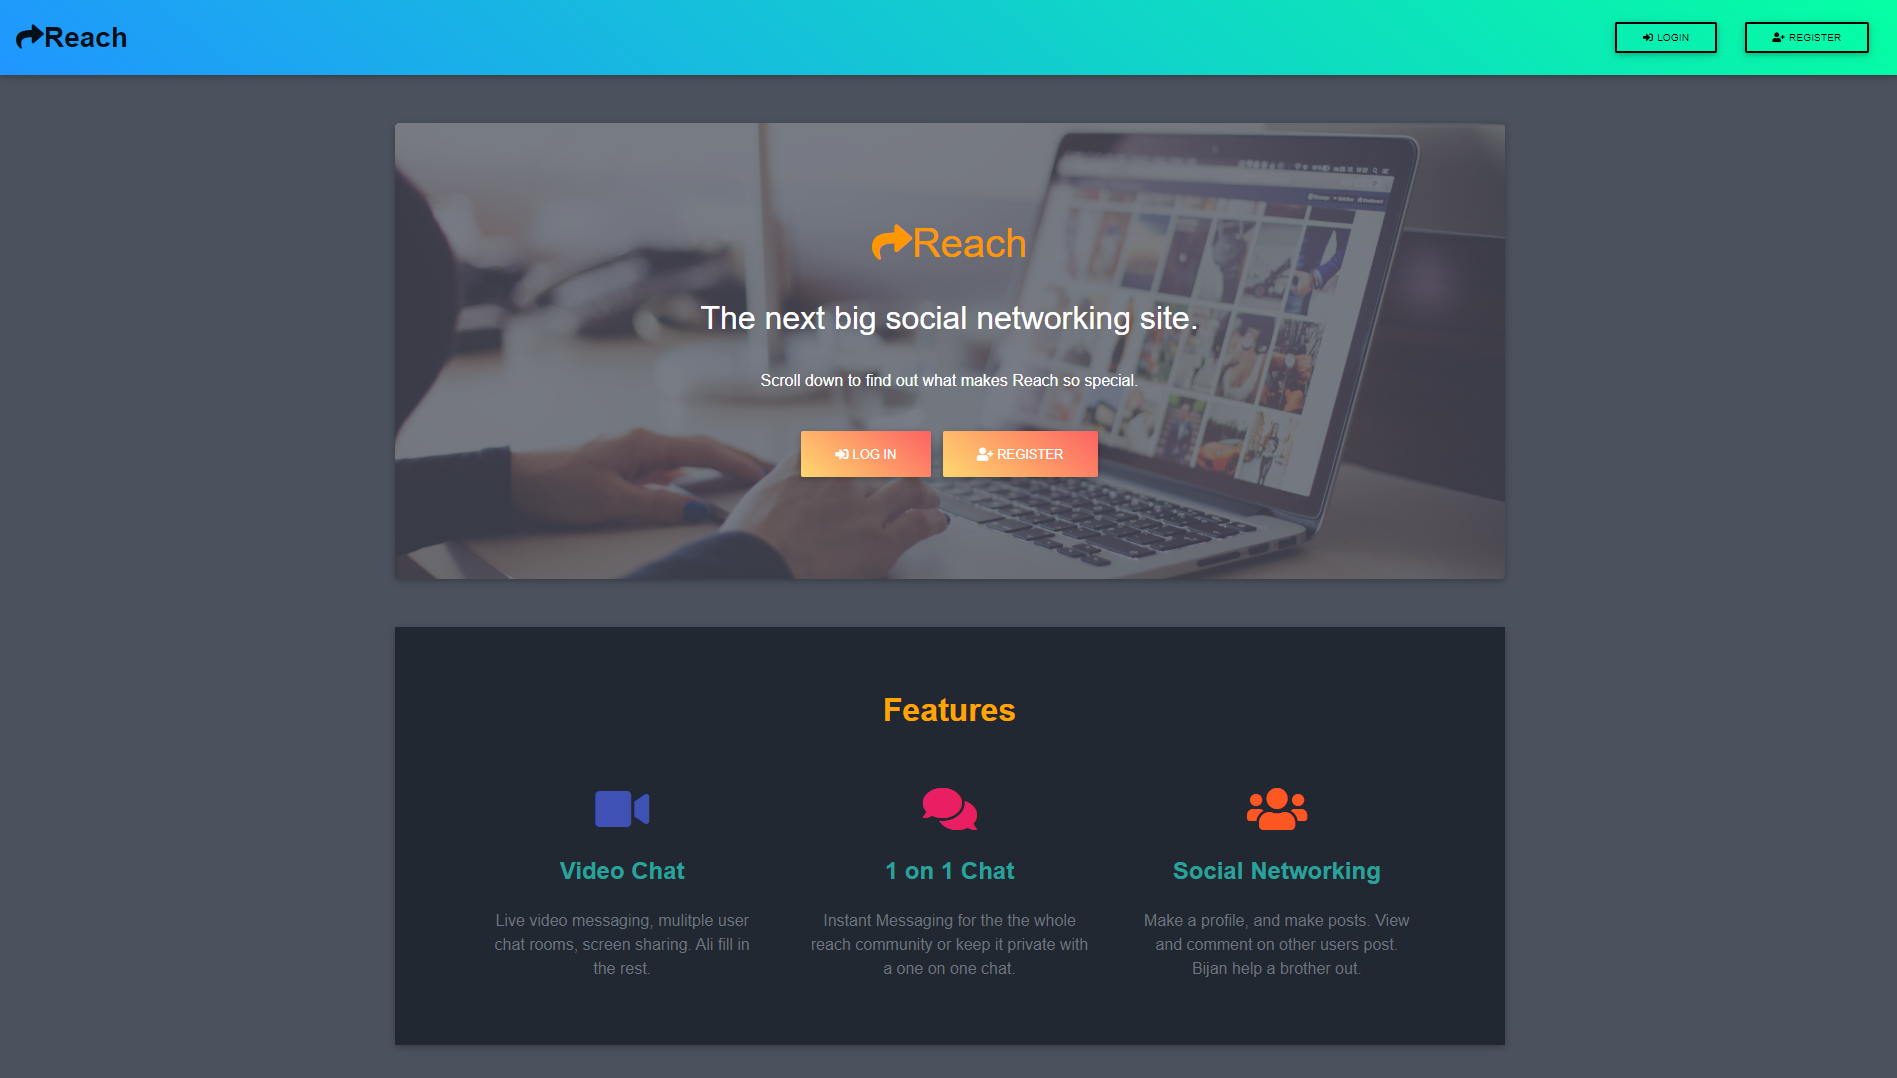 Reach
LOGIN
REGISTER
Reach
The next big social networking site.
Scroll down to find out what makes Reach so special.
LOG IN
REGISTER
Features
Video Chat
Live video messaging, mulitple user
chat rooms, screen sharing. Ali fill in
the rest.
1 on 1 Chat
Instant Messaging for the the whole
reach community or keep it private with
a one on one chat.
Social Networking
Make a profile, and make posts. View
and comment on other users post.
Bijan help a brother out.